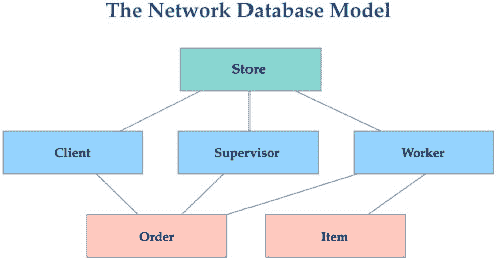 The Network Database Model
Store
Client
Supervisor
Worker
Order
Item